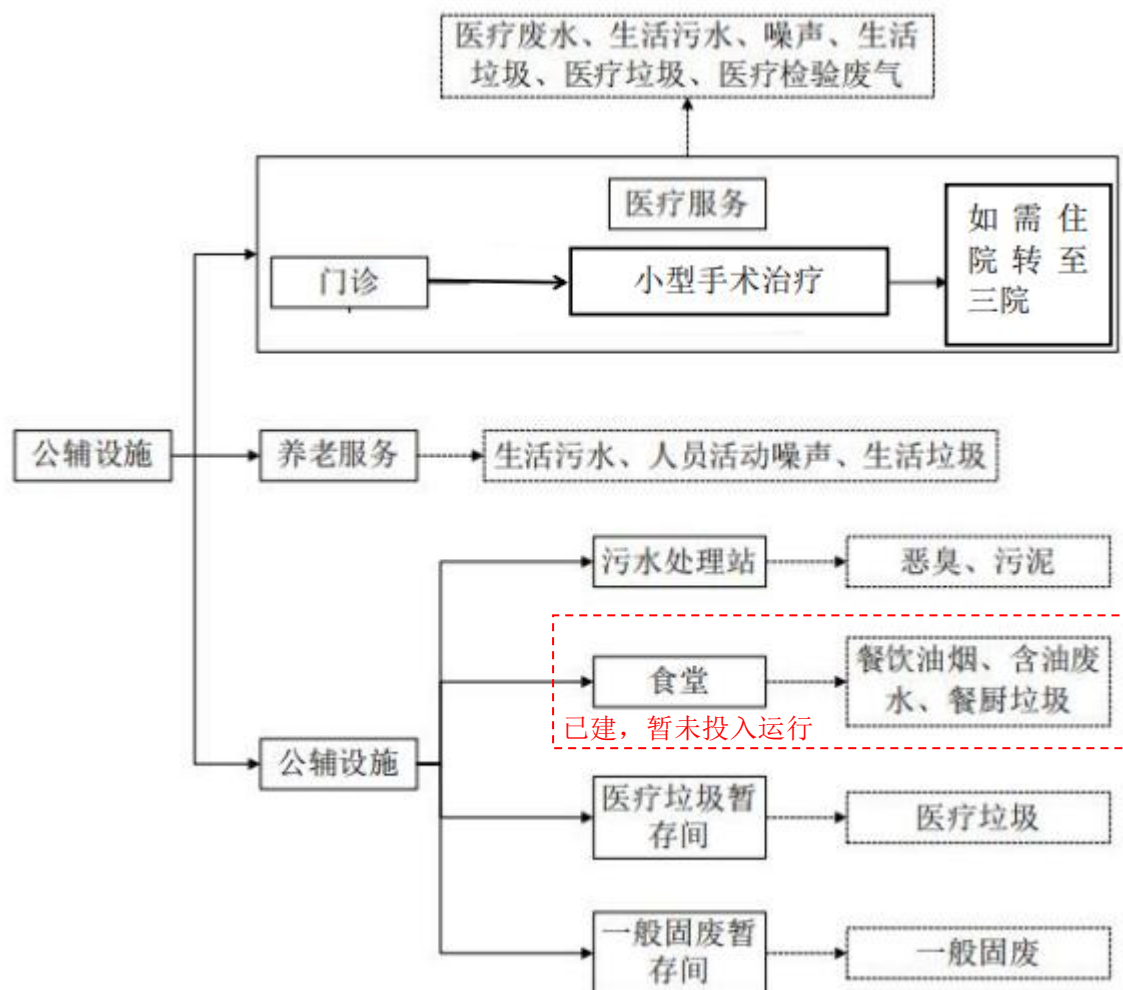 医疗废水、生活污水、噪声、生活
垃圾、医疗垃圾、医疗检验废气
医疗服务
门诊
小型手术治疗
如需住
院转至
三院
公辅设施
养老服务
生活污水、人员活动噪声、生活垃圾
污水处理站
恶臭、污泥
食堂
餐饮油烟、含油废
水、餐厨垃圾
已建，暂未投入运行
公辅设施
医疗垃圾暂
存间
医疗垃圾
一般固废暂
存间
一般固废